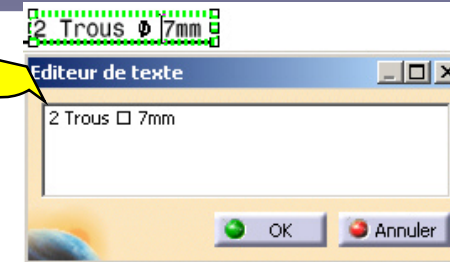 2 Trous Φ 7mm
Editeur de texte
2 Trous □ 7mm
OK
Annuler